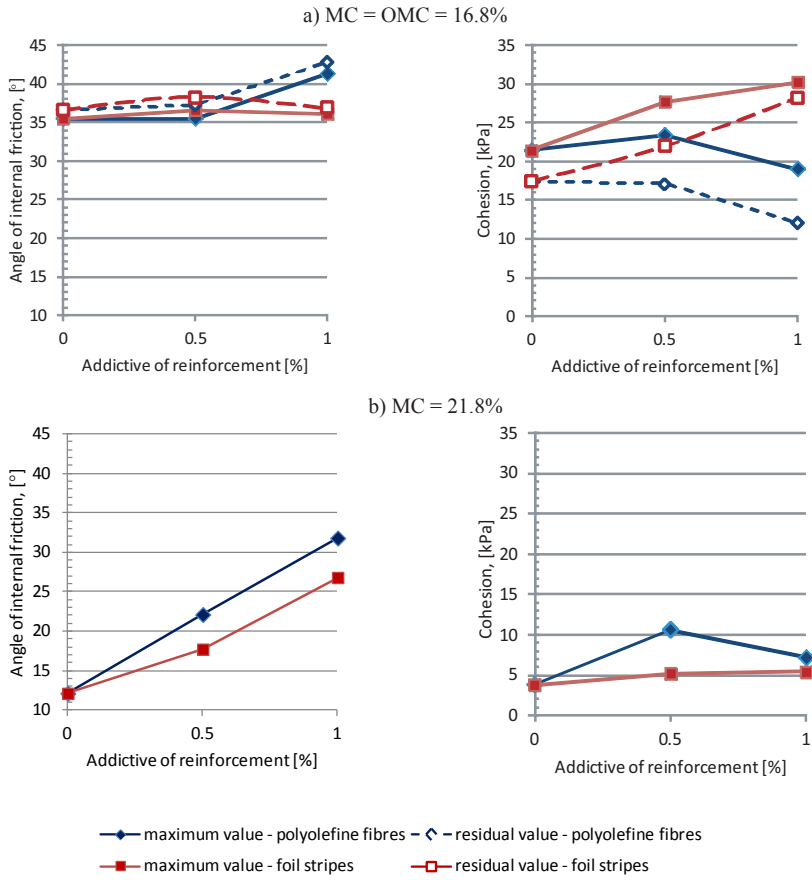 a) MC = OMC = 16.8%
Angle of internal friction, [°]
45
40
35
30
25
20
15
10
0 0.5 1
Addictive of reinforcement [%]
Cohesion, [kPa]
35
30
25
20
15
10
5
0
0 0.5 1
Addictive of reinforcement [%]
b) MC = 21.8%
Angle of internal friction, [°]
45
40
35
30
25
20
15
10
0 0.5 1
Addictive of reinforcement [%]
Cohesion, [kPa]
35
30
25
20
15
10
5
0
0 0.5 1
Addictive of reinforcement [%]
maximum value - polyolefine fibres residual value - polyolefine fibres
maximum value - foil stripes residual value - foil stripes